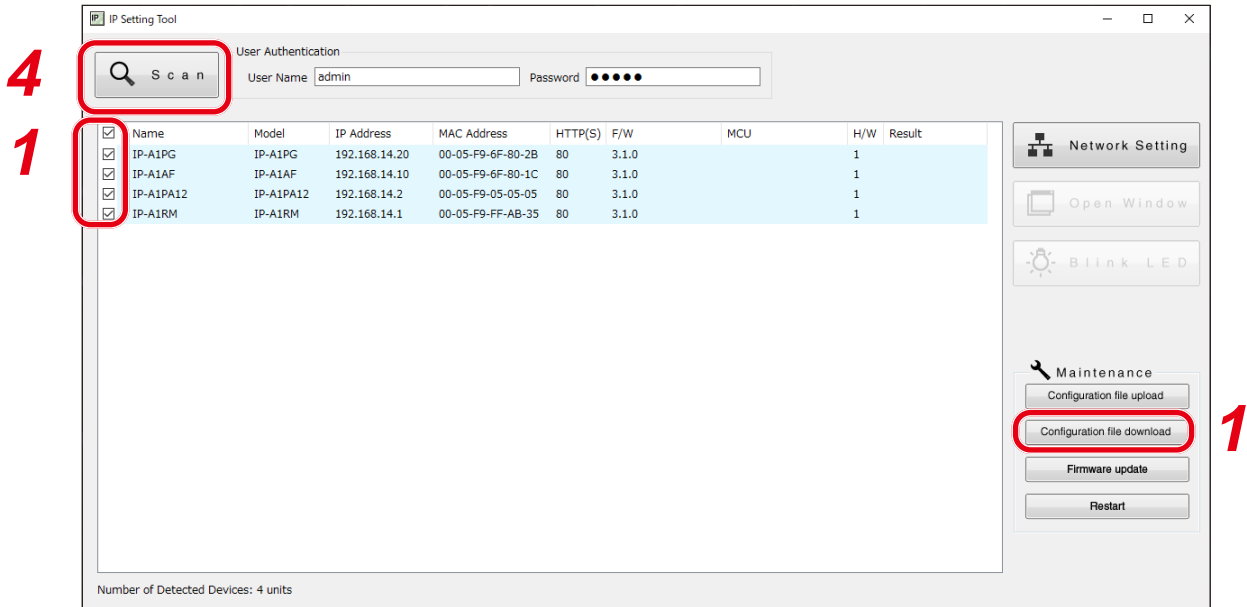 IP IP Setting Tool
4
Scan
User Authentication
User Name admin Password ●●●●●
1
Name Model IP Address MAC Address HTTP(S) F/W MCU H/W Result
IP-A1PG IP-A1PG 192.168.14.20 00-05-F9-6F-80-2B 80 3.1.0 1
IP-A1AF IP-A1AF 192.168.14.10 00-05-F9-6F-80-1C 80 3.1.0 1
IP-A1PA12 IP-A1PA12 192.168.14.2 00-05-F9-05-05-05 80 3.1.0 1
IP-A1RM IP-A1RM 192.168.14.1 00-05-F9-FF-AB-35 80 3.1.0 1
Network Setting
Open Window
Blink LED
Maintenance
Configuration file upload
Configuration file download
1
Firmware update
Restart
Number of Detected Devices: 4 units